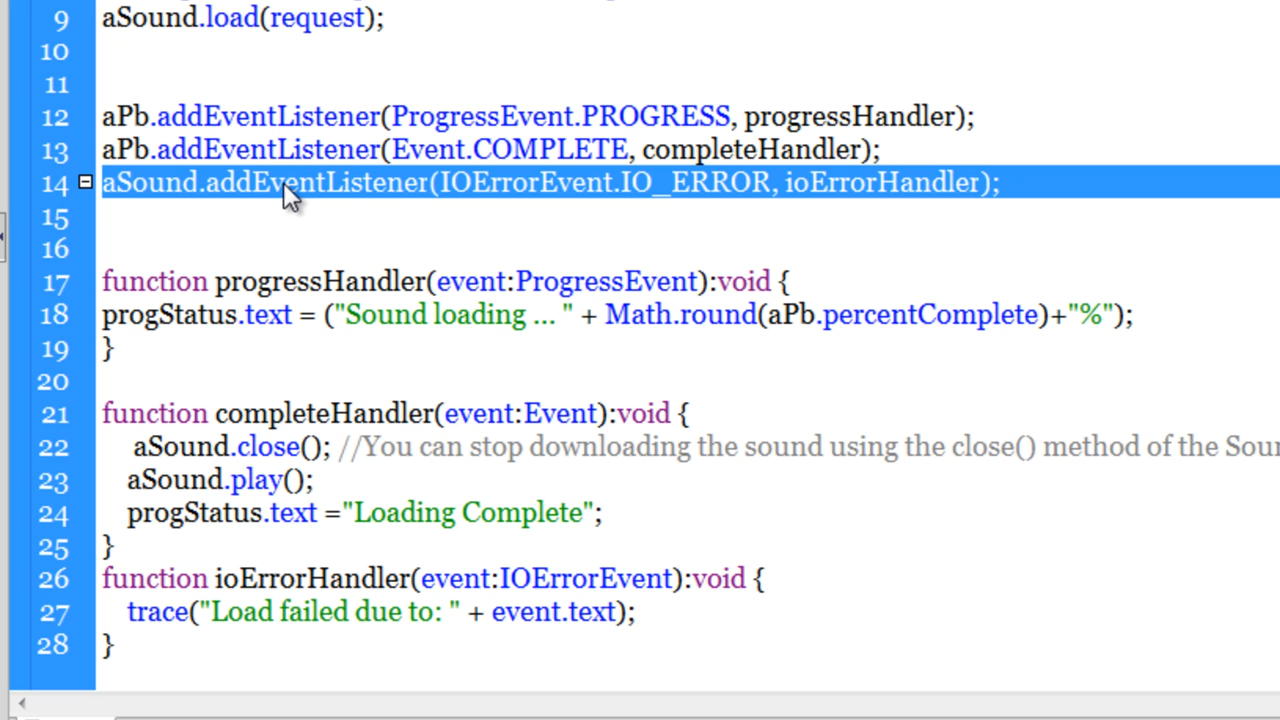 9 aSound.load(request);
10
11
12 aPb.addEventListener(ProgressEvent.PROGRESS, progressHandler);
13 aPb.addEventListener(Event.COMPLETE, completeHandler);
14 aSound.addEventListener(IOErrorEvent.IO_ERROR, ioErrorHandler);
15
16
17 function progressHandler(event:ProgressEvent):void {
18 progStatus.text = ("Sound loading ... " + Math.round(aPb.percentComplete)+"%");
19 }
20
21 function completeHandler(event:Event):void {
22 aSound.close(); //You can stop downloading the sound using the close() method of the Soun
23 aSound.play();
24 progStatus.text ="Loading Complete";
25 }
26 function ioErrorHandler(event:IOErrorEvent):void {
27 trace("Load failed due to: " + event.text);
28 }